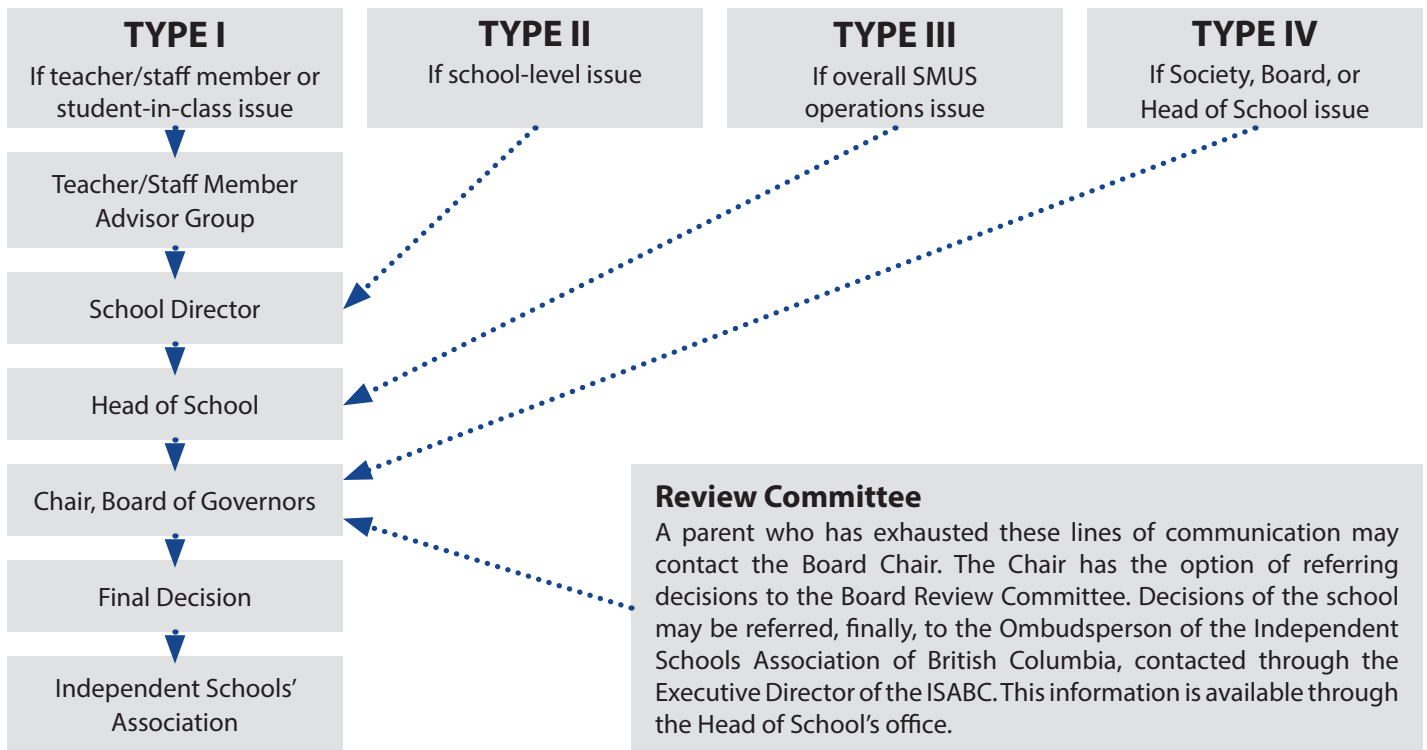 TYPE I
If teacher/staff member or
student-in-class issue
TYPE II
If school-level issue
TYPE III
If overall SMUS
operations issue
TYPE IV
If Society, Board, or
Head of School issue
Teacher/Staff Member
Advisor Group
School Director
Head of School
Chair, Board of Governors
Final Decision
Independent Schools’
Association
Review Committee
A parent who has exhausted these lines of communication may
contact the Board Chair. The Chair has the option of referring
decisions to the Board Review Committee. Decisions of the school
may be referred, finally, to the Ombudsperson of the Independent
Schools Association of British Columbia, contacted through the
Executive Director of the ISABC. This information is available through
the Head of School’s office.